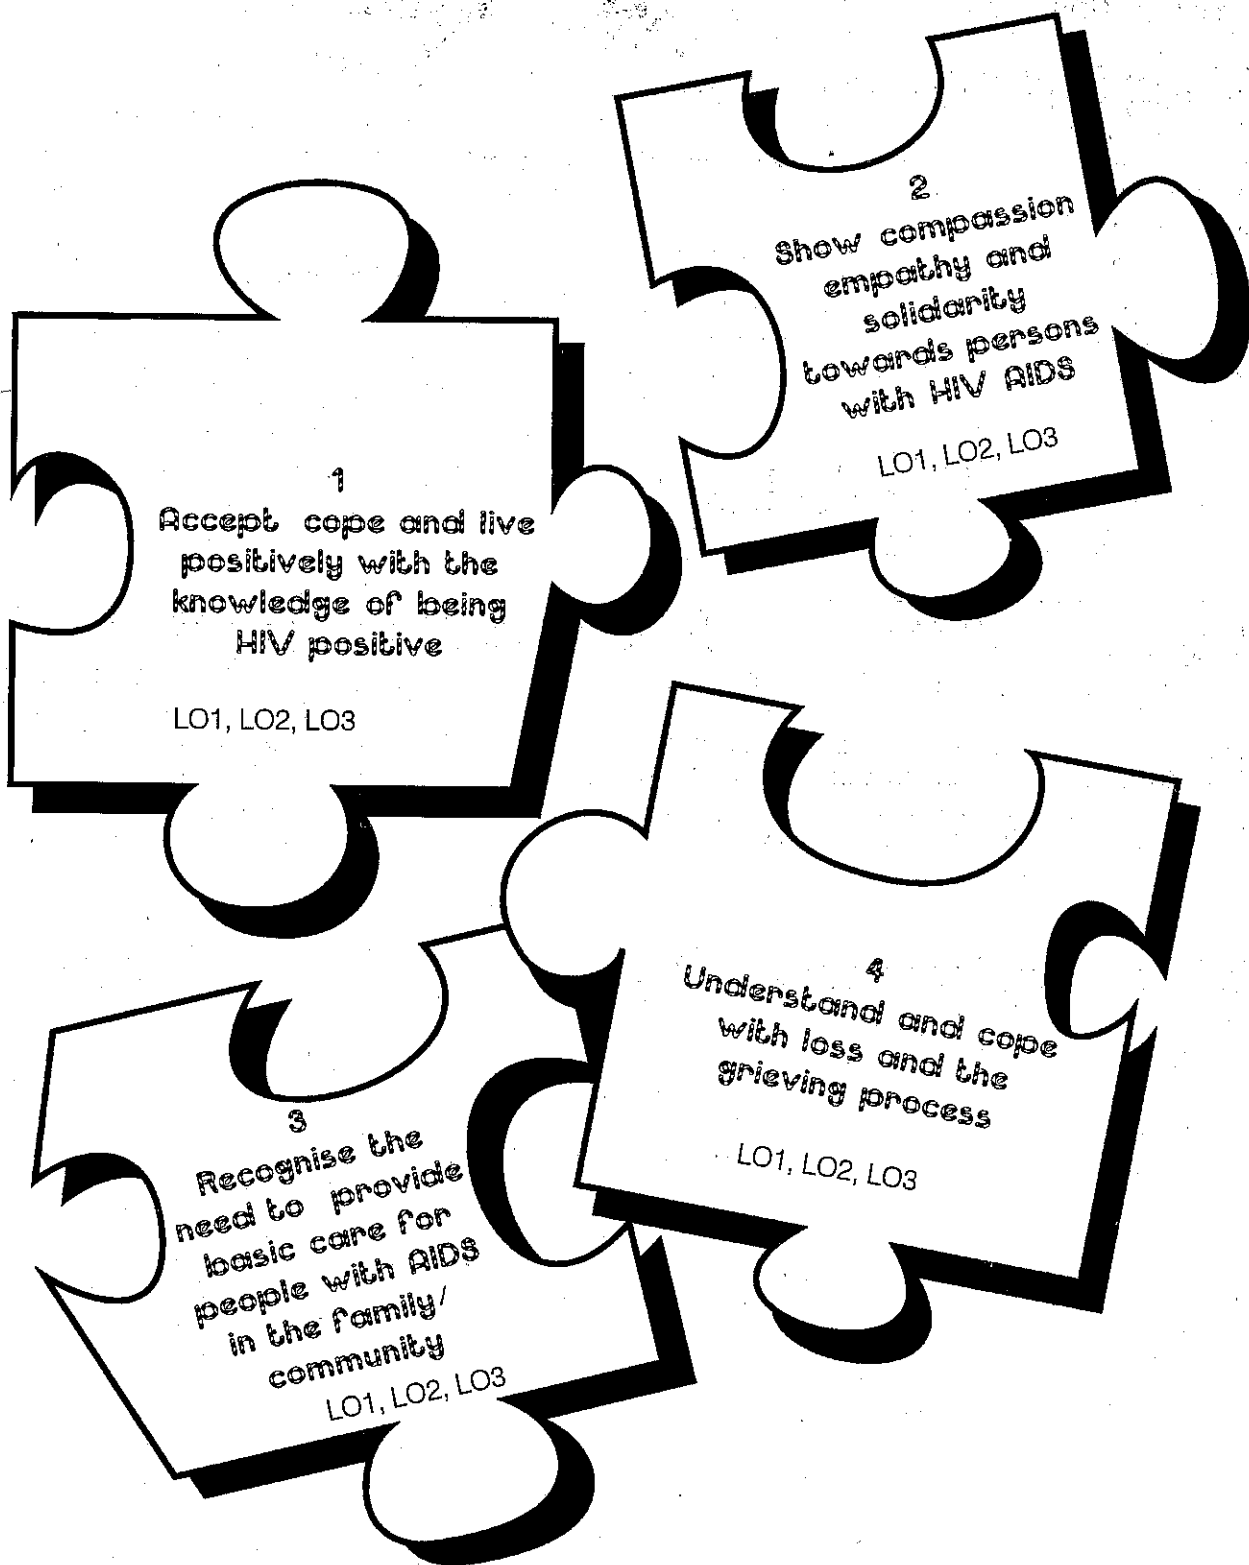 1
Accept cope and live
positively with the
knowledge of being
HIV positive
LO1, LO2, LO3
2
Show compassion
empathy and
solidarity
towards persons
with HIV AIDS
LO1, LO2, LO3
3
Recognise the
need to provide
basic care for
people with AIDS
in the family/
community
LO1, LO2, LO3
4
Understand and cope
with loss and the
grieving process
LO1, LO2, LO3